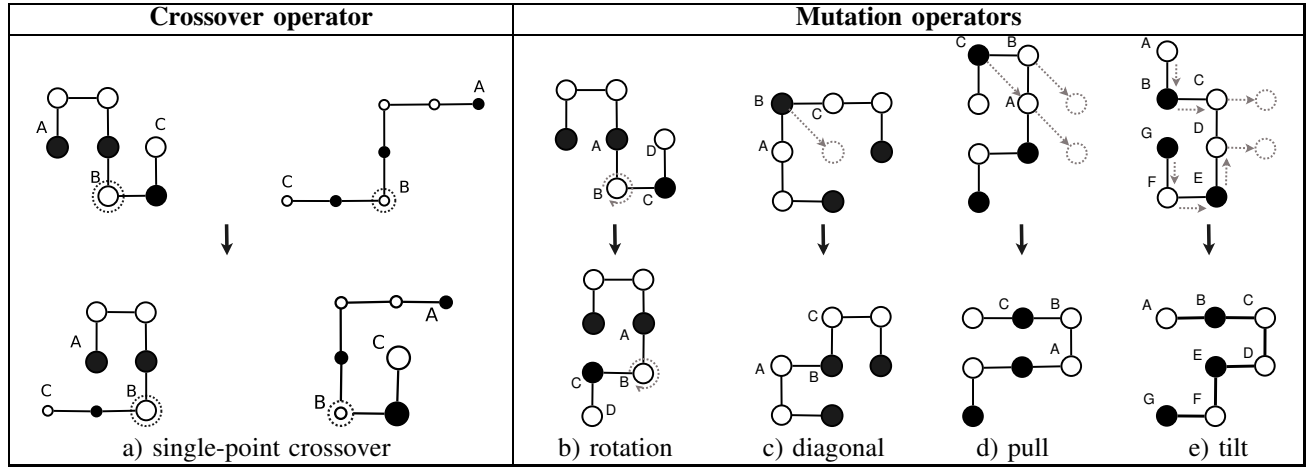 Crossover operator
Mutation operators
A
B
C
A
B
C
A
B
C
A
B
C
a) single-point crossover
A
B
C
D
A
B
C
D
b) rotation
B
C
A
C
A
B
c) diagonal
C
B
A
C
B
A
d) pull
A
B
C
D
G
F
E
A
B
C
E
D
G
F
e) tilt